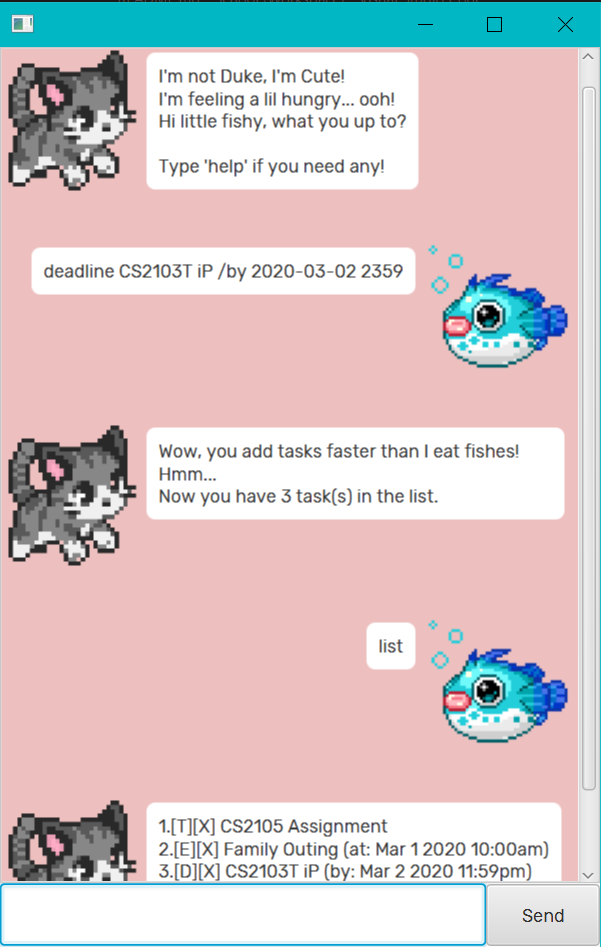 I'm not Duke, I'm Cute!
I'm feeling a lil hungry... ooh!
Hi little fishy, what you up to?
Type 'help' if you need any!
deadline CS2103T iP /by 2020-03-02 2359
Wow, you add tasks faster than I eat fishes!
Hmm...
Now you have 3 task(s) in the list.
list
1.[T][X] CS2105 Assignment
2.[E][X] Family Outing (at: Mar 1 2020 10:00am)
3.[D][X] CS2103T iP (by: Mar 2 2020 11:59pm)
Send